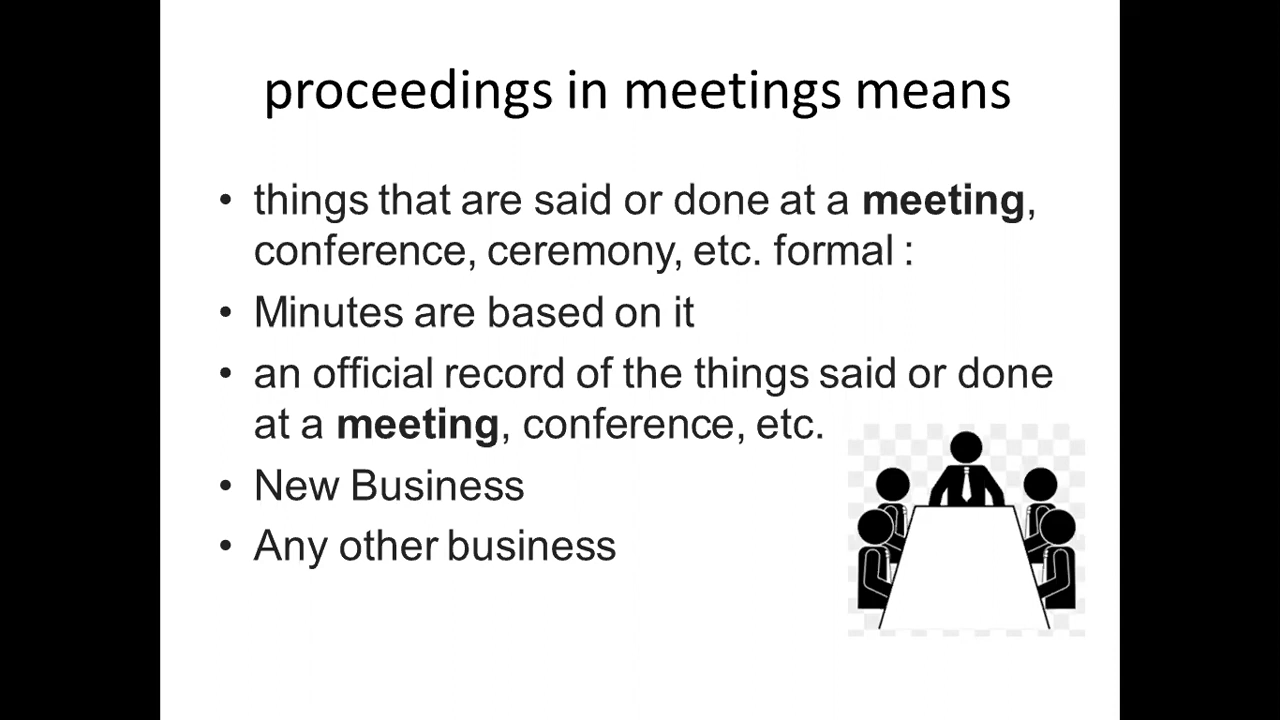 proceedings in meetings means
• things that are said or done at a meeting,
conference, ceremony, etc. formal :
• Minutes are based on it
• an official record of the things said or done
at a meeting, conference, etc.
• New Business
• Any other business